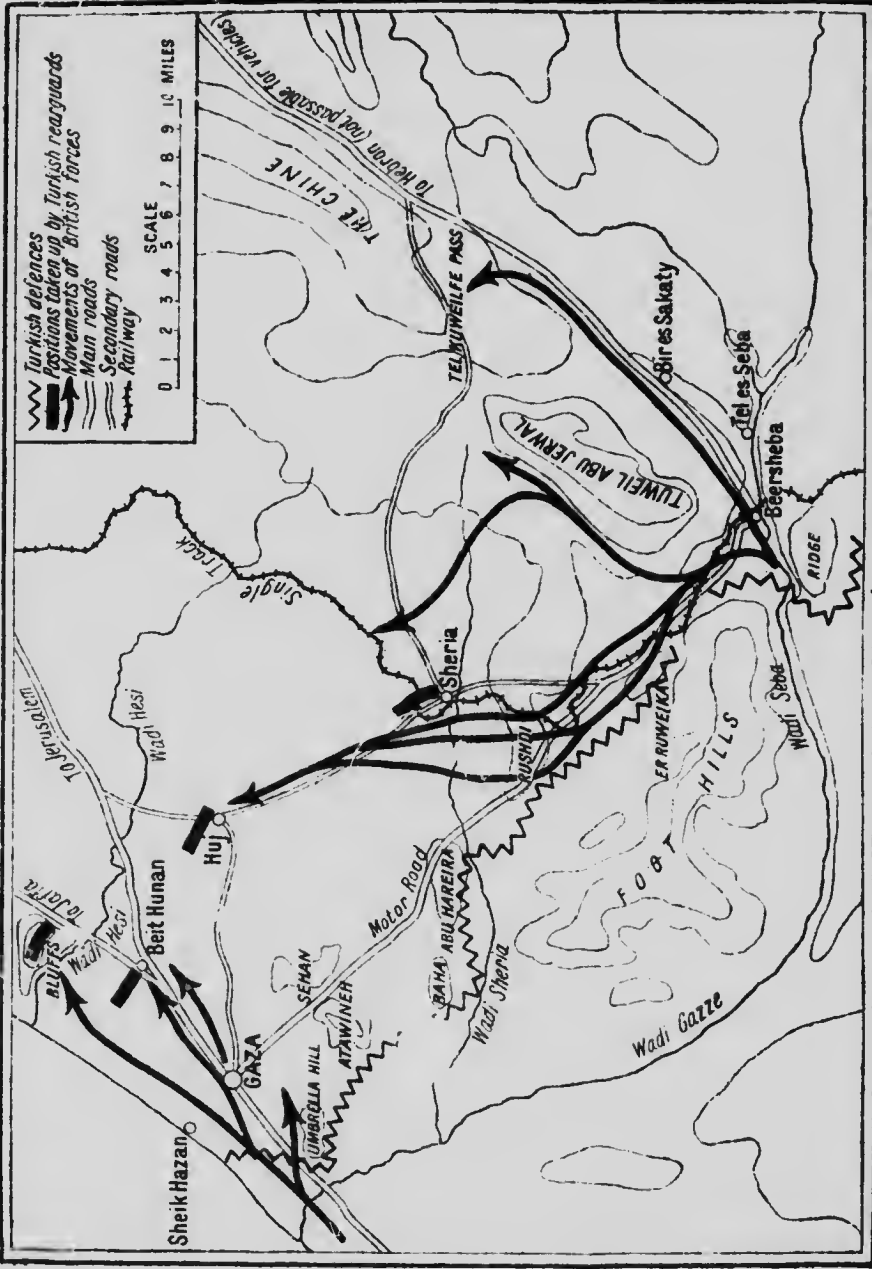 Turkish defences
Positions taken up by Turkish rearguards
Movements of British forces
Main roads
Secondary roads
Railway
SCALE
0 1 2 3 4 5 6 7 8 9 10 MILES
To Jaffa
To Jerusalem
BLUFFS
Wadi Hesi
Wadi Hesi
Beit Hunan
Huj
Sheik Hazan
GAZA
UMBRELLA HILL
SEHAN
ATAWINEH
BAHA
ABU HAREIRA
Motor Road
Wadi Sheria
Wadi Gazze
Single Track
Sheria
RUSHDI
ER RUWEIKA
FOOT HILLS
Wadi Seba
THE CHINE
To Hebron (not passable for vehicles)
TEL KUWEILFE PASS
TUWEIL ABU JERWAL
Bir es Sakaty
Tel es Seba
Beersheba
RIDGE